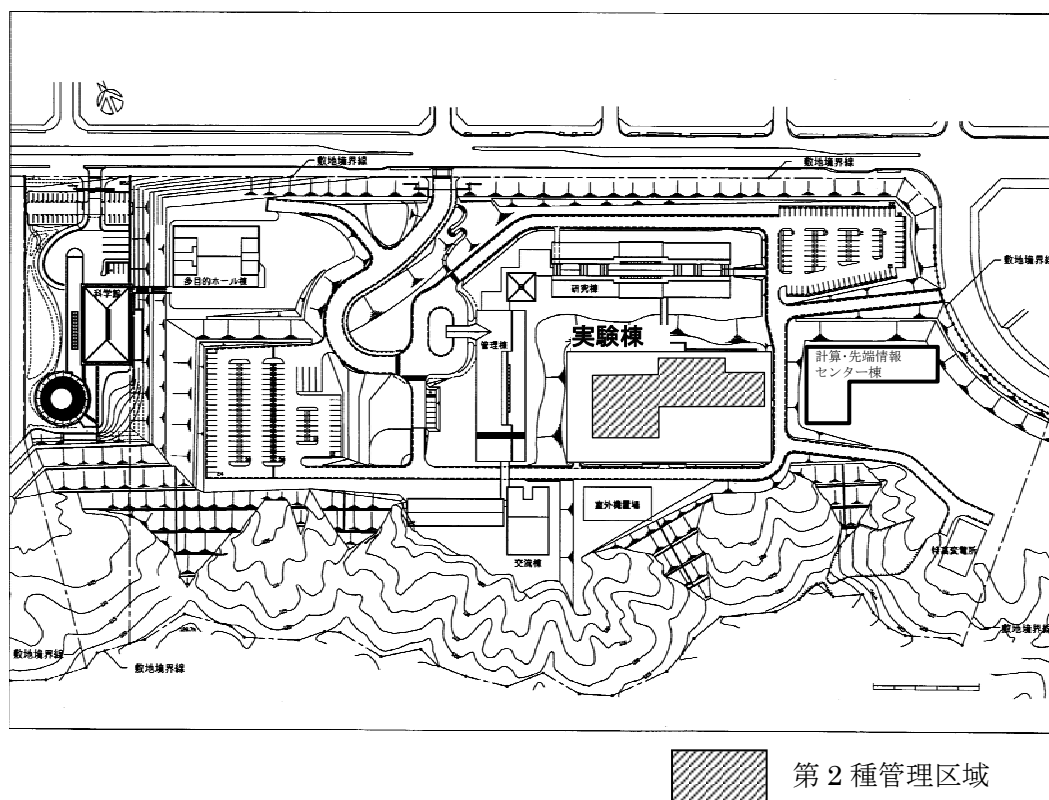 敷地境界線
敷地境界線
敷地境界線
多目的ホール棟
科学館
研究棟
実験棟
管理棟
計算・先端情報
センター棟
室外機置場
交流棟
特高変電所
敷地境界線
敷地境界線
敷地境界線
第2種管理区域